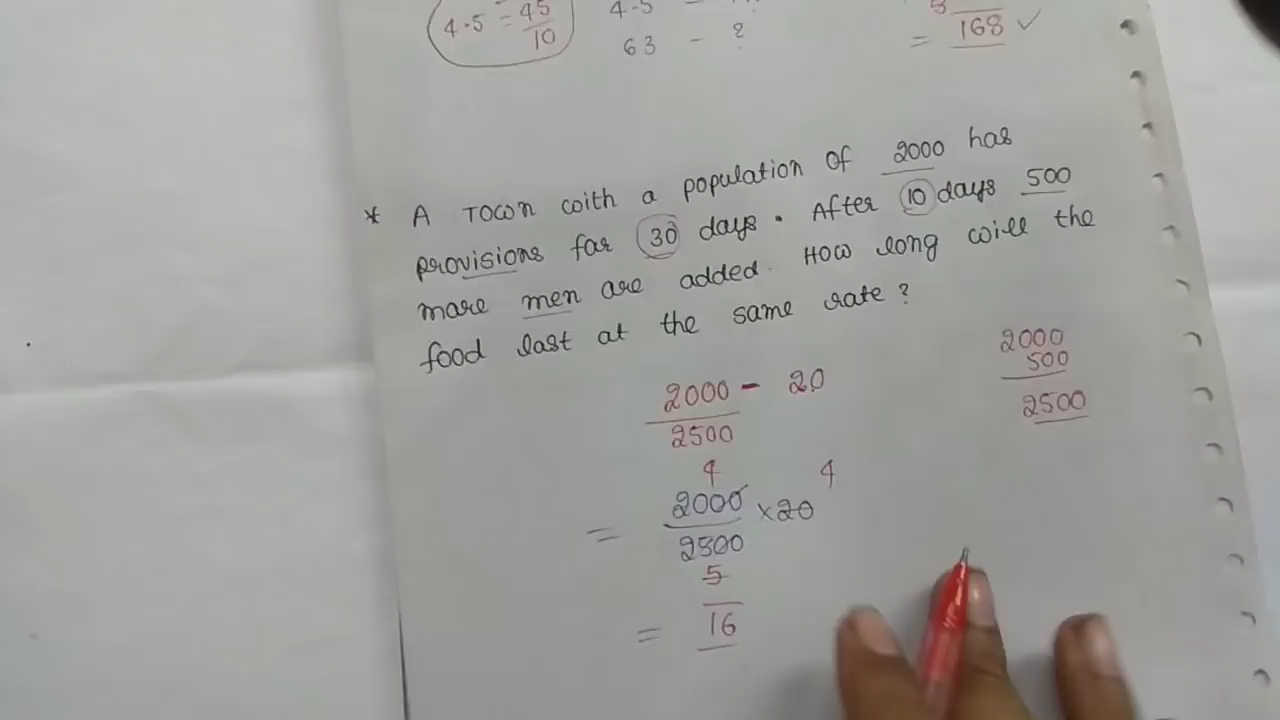 4.5 = 45/10 4.5 -
63 - ?
= 168 ✓
* A Town with a population of 2000 has
provisions for 30 days. After 10 days 500
more men are added. How long will the
food last at the same rate?
2000 - 20
2500
2000
500
2500
4 4
= 2000/2500 × 20
5
= 16